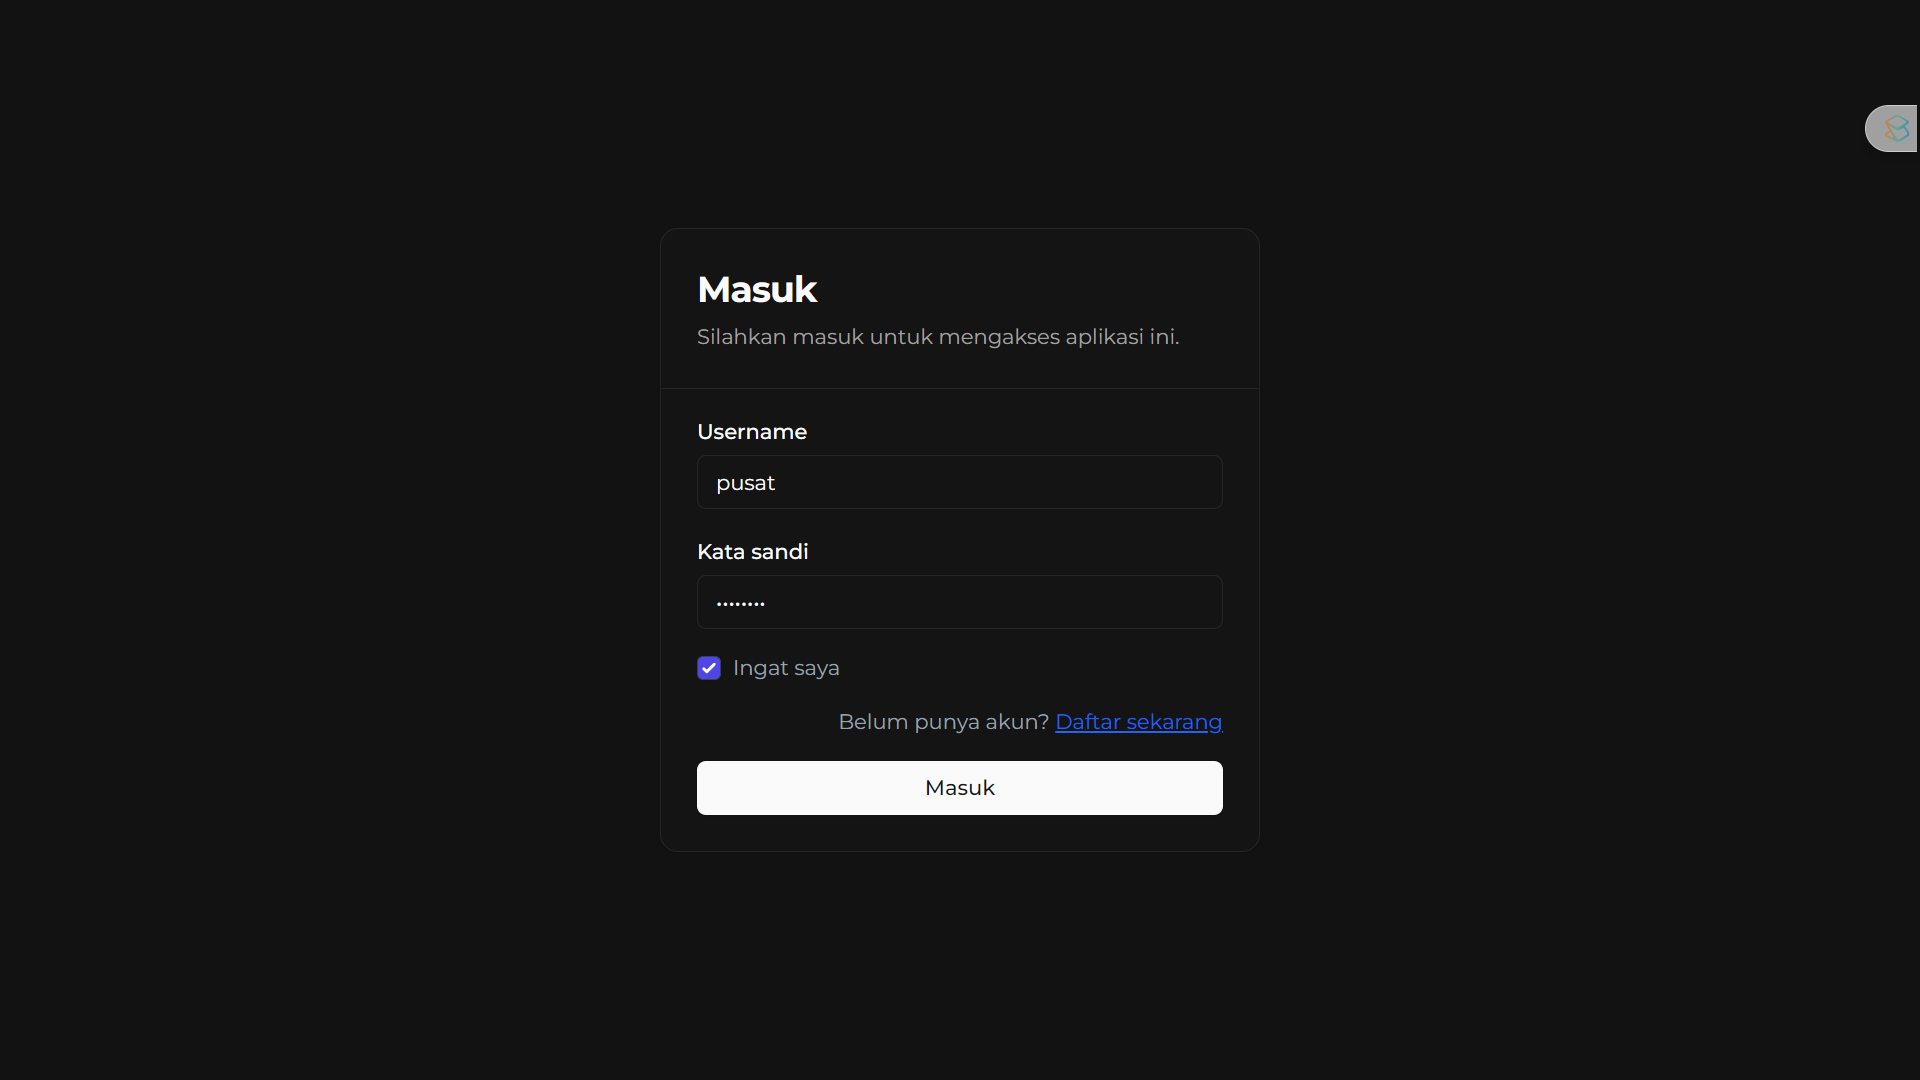 Masuk
Silahkan masuk untuk mengakses aplikasi ini.
Username
pusat
Kata sandi
••••••••
Ingat saya
Belum punya akun? Daftar sekarang
Masuk